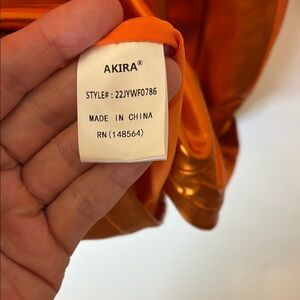 AKIRA®
STYLE#: 22JYWF0786
MADE IN CHINA
RN(148564)